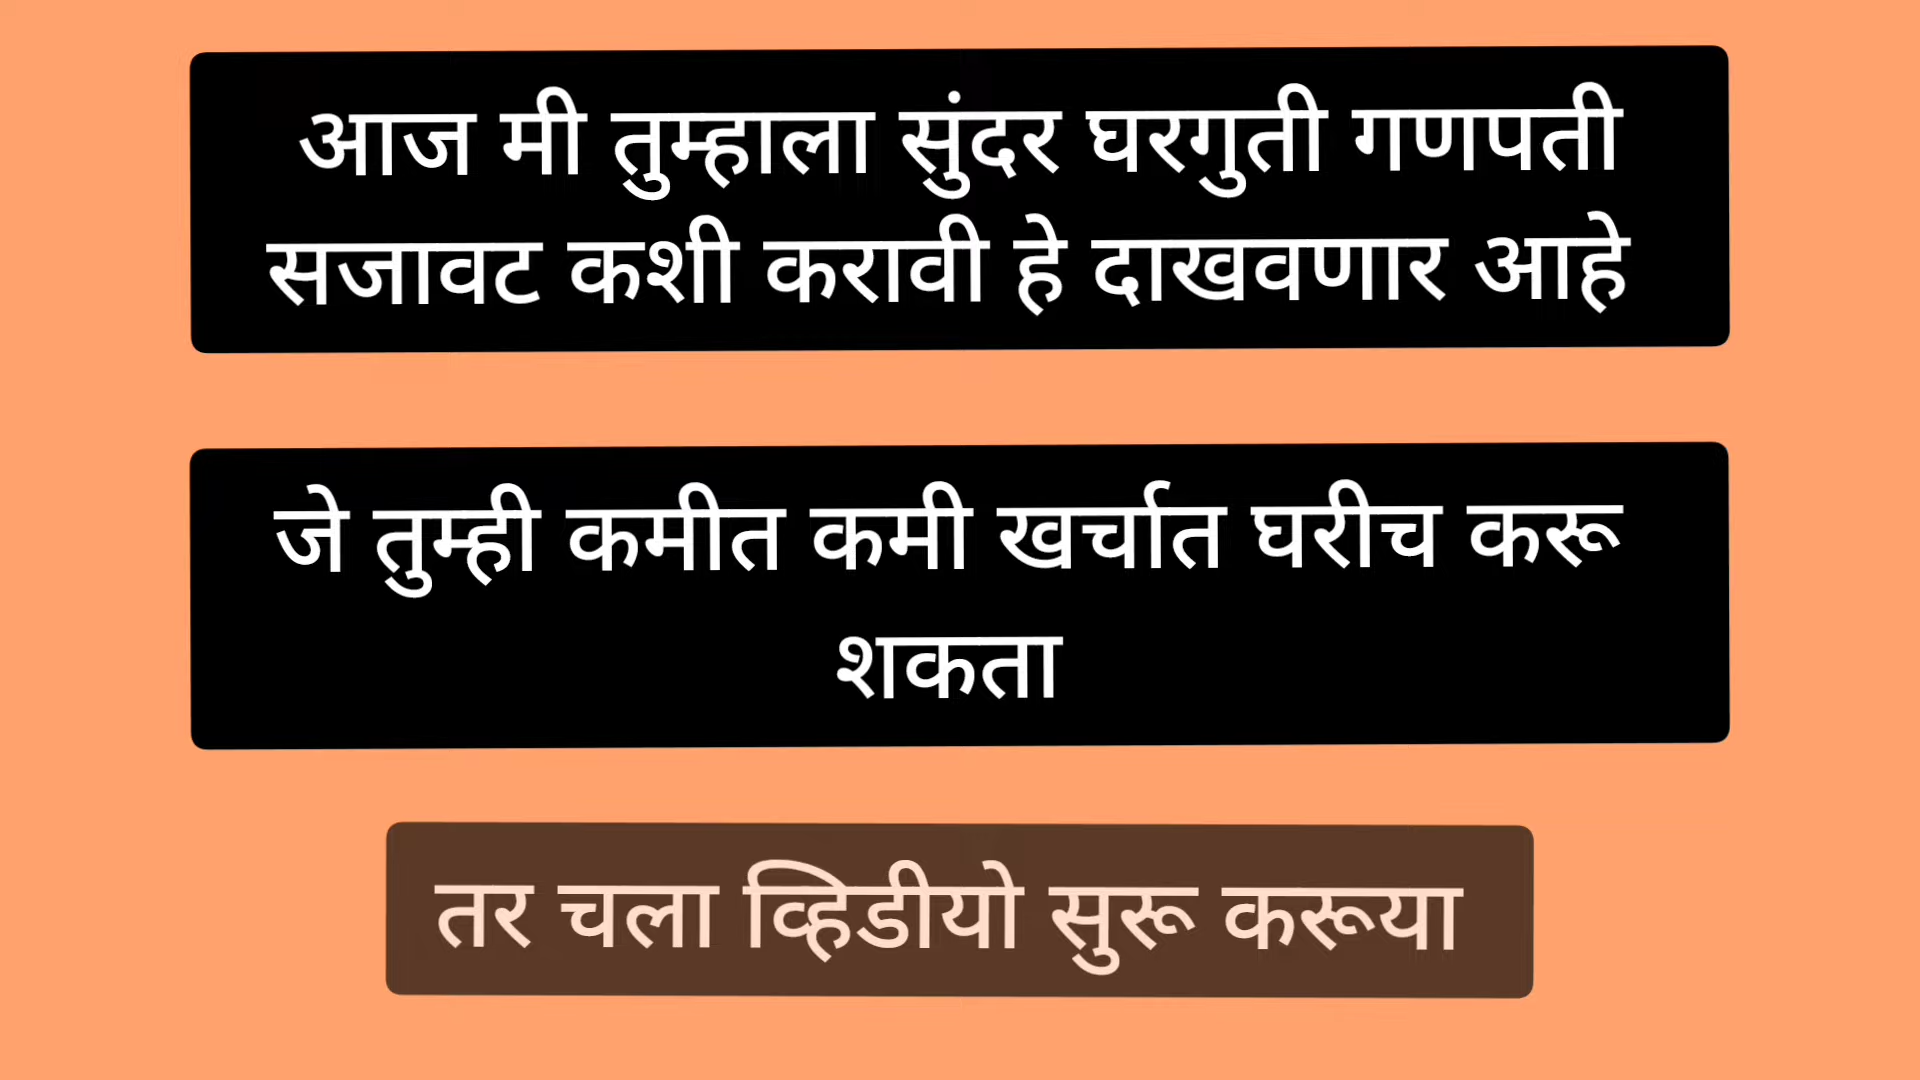 आज मी तुम्हाला सुंदर घरगुती गणपती
सजावट कशी करावी हे दाखवणार आहे
जे तुम्ही कमीत कमी खर्चात घरीच करू
शकता
तर चला व्हिडीयो सुरू करूया